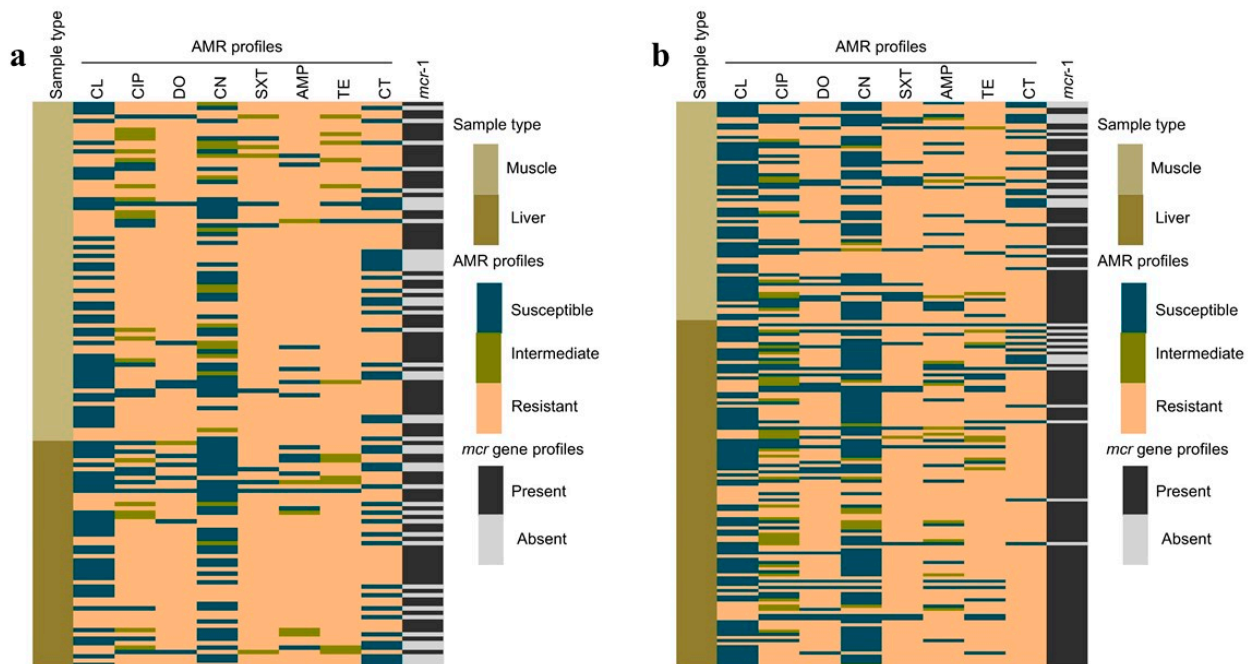 a
Sample type
AMR profiles
CL
CIP
DO
CN
SXT
AMP
TE
CT
mcr-1
Sample type
Muscle
Liver
AMR profiles
Susceptible
Intermediate
Resistant
mcr gene profiles
Present
Absent
b
Sample type
AMR profiles
CL
CIP
DO
CN
SXT
AMP
TE
CT
mcr-1
Sample type
Muscle
Liver
AMR profiles
Susceptible
Intermediate
Resistant
mcr gene profiles
Present
Absent